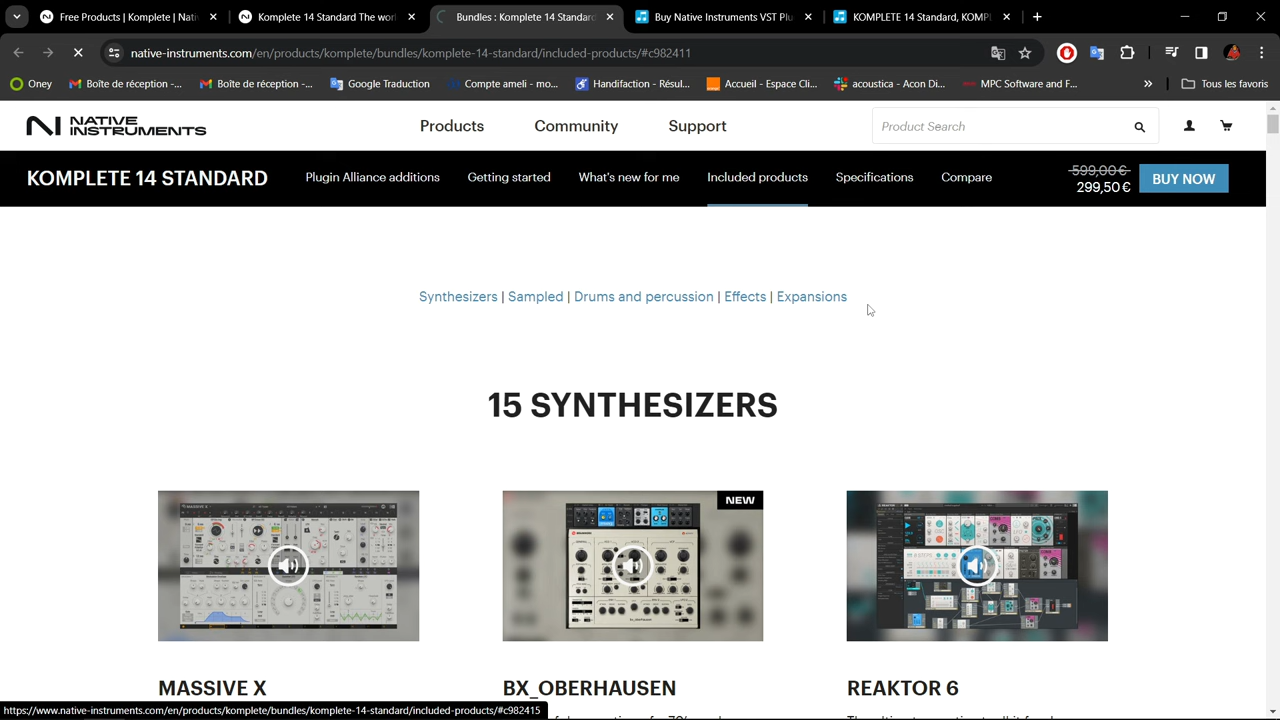 Free Products | Komplete | Nati
Komplete 14 Standard The worl
Bundles : Komplete 14 Standard
Buy Native Instruments VST Plu
KOMPLETE 14 Standard, KOMPL
native-instruments.com/en/products/komplete/bundles/komplete-14-standard/included-products/#c982411
Oney
Boîte de réception -...
Boîte de réception -...
Google Traduction
Compte ameli - mo...
Handifaction - Résul...
Accueil - Espace Cli...
acoustica - Acon Di...
MPC Software and F...
»
Tous les favoris
NATIVE INSTRUMENTS
Products
Community
Support
Product Search
KOMPLETE 14 STANDARD
Plugin Alliance additions
Getting started
What's new for me
Included products
Specifications
Compare
599,00 €
299,50 €
BUY NOW
Synthesizers | Sampled | Drums and percussion | Effects | Expansions
15 SYNTHESIZERS
NEW
MASSIVE X
BX_OBERHAUSEN
REAKTOR 6
https://www.native-instruments.com/en/products/komplete/bundles/komplete-14-standard/included-products/#c982415